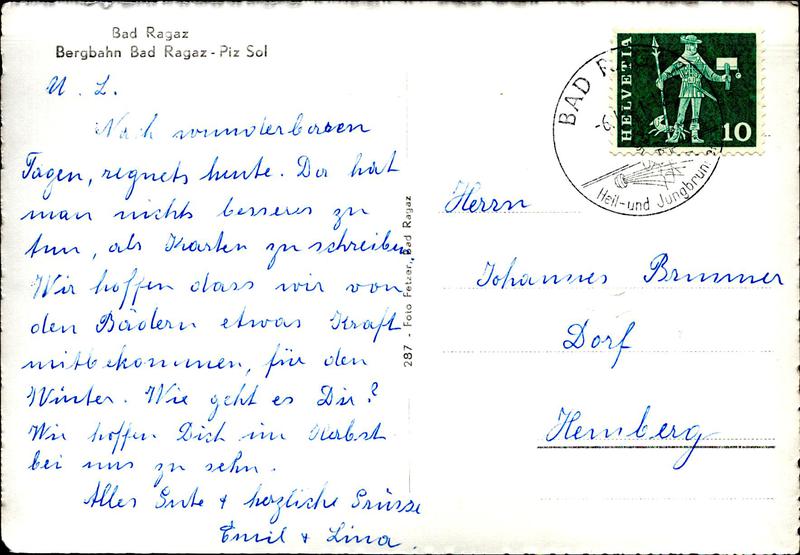 Bad Ragaz
Bergbahn Bad Ragaz - Piz Sol
U. L.
Nach wunderbaren
Tagen, regnets heute. Da hat
man nichts besseres zu
tun, als Karten zu schreiben.
Wir hoffen dass wir von
den Bädern etwas Kraft
mitbekommen, für den
Winter. Wie geht es Dir?
Wir hoffen Dich im Herbst
bei uns zu sehn.
Alles Gute + herzliche Grüsse
Emil + Lina.
287 - Foto Fetzer, Bad Ragaz
HELVETIA
10
BAD
Heil- und
Herrn
Johannes Brunner
Dorf
Hemberg